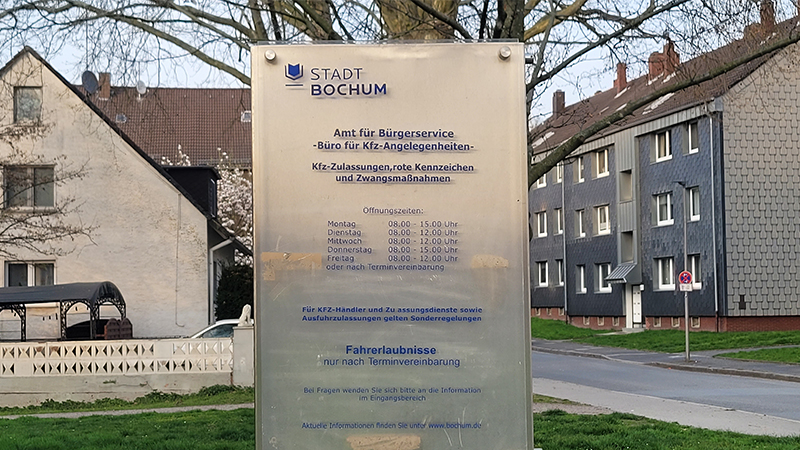 STADT
BOCHUM
Amt für Bürgerservice
-Büro für Kfz-Angelegenheiten-
Kfz-Zulassungen,rote Kennzeichen
und Zwangsmaßnahmen
Öffnungszeiten:
Montag 08.00 - 15.00 Uhr
Dienstag 08.00 - 12.00 Uhr
Mittwoch 08.00 - 12.00 Uhr
Donnerstag 08.00 - 15.00 Uhr
Freitag 08.00 - 12.00 Uhr
oder nach Terminvereinbarung
Für KFZ-Händler und Zu assungsdienste sowie
Ausfuhrzulassungen gelten Sonderregelungen
Fahrerlaubnisse
nur nach Terminvereinbarung
Bei Fragen wenden Sie sich bitte an die Information
im Eingangsbereich
Aktuelle Informationen finden Sie unter www.bochum.de